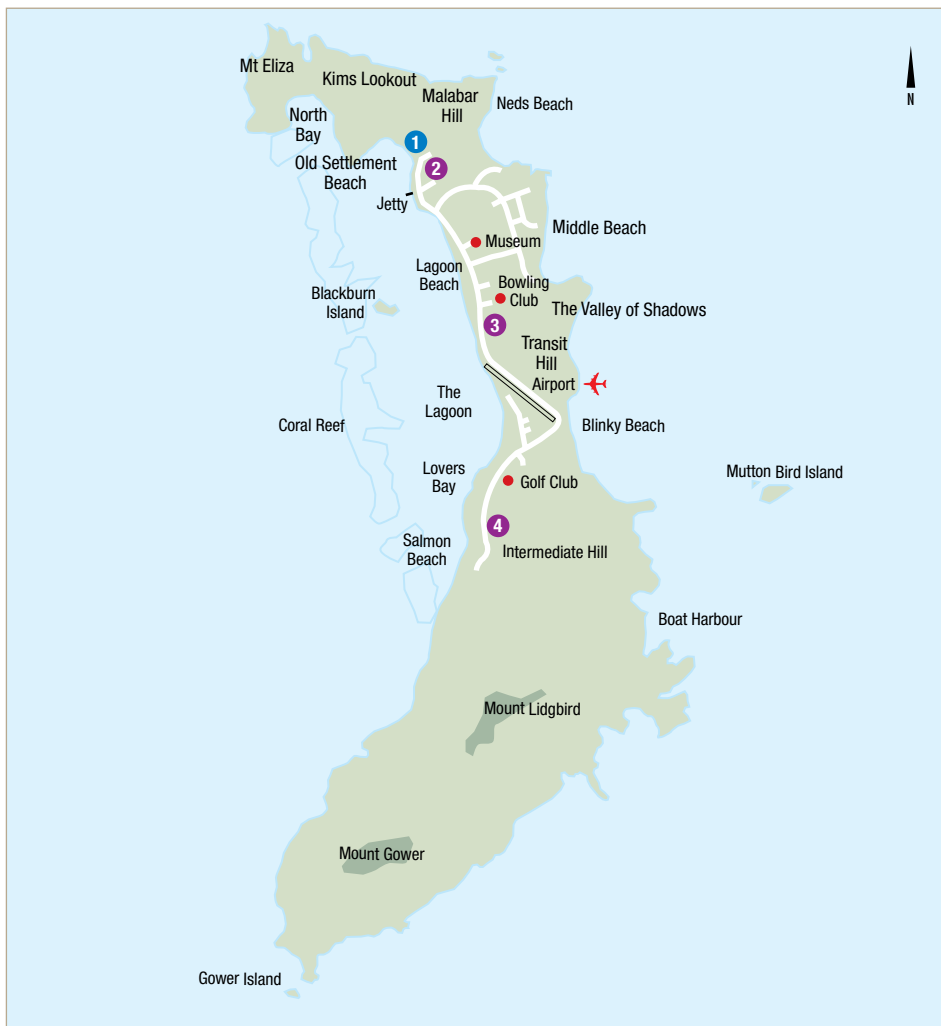 Mt Eliza
Kims Lookout
Malabar
Hill
Neds Beach
N
North
Bay
1
Old Settlement
Beach
2
Jetty
Middle Beach
Museum
Lagoon
Beach
Bowling
Club
Blackburn
Island
The Valley of Shadows
3
Transit
Hill
Airport
The
Lagoon
Coral Reef
Blinky Beach
Lovers
Bay
Golf Club
Mutton Bird Island
4
Salmon
Beach
Intermediate Hill
Boat Harbour
Mount Lidgbird
Mount Gower
Gower Island